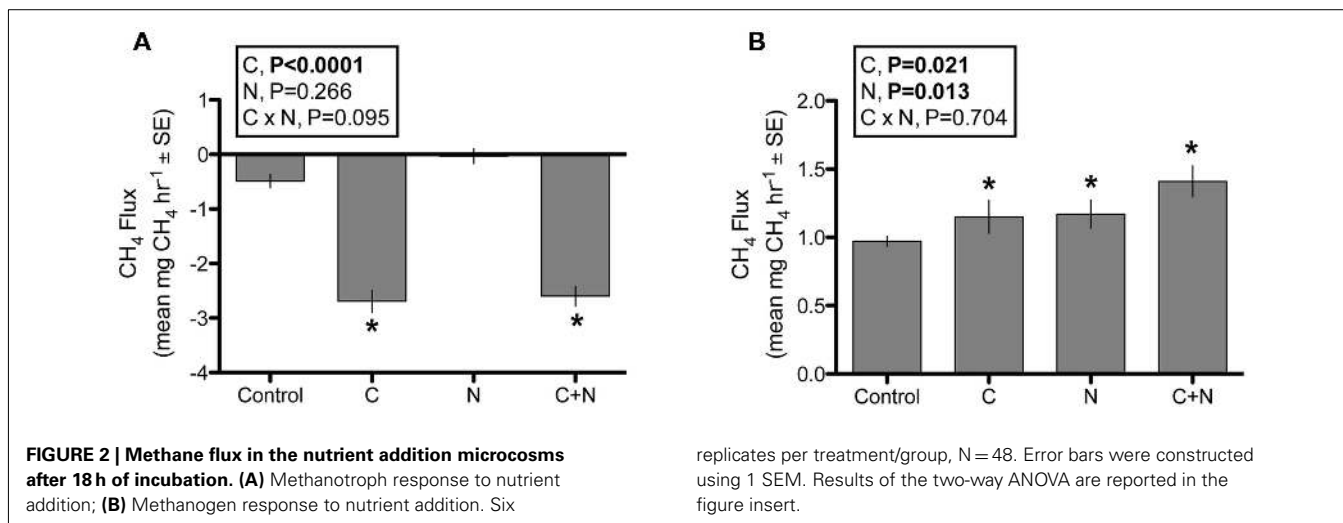 A
C, P<0.0001
N, P=0.266
C x N, P=0.095
CH₄ Flux
(mean mg CH₄ hr⁻¹ ± SE)
1
0
-1
-2
-3
-4
*
*
Control C N C+N
B
C, P=0.021
N, P=0.013
C x N, P=0.704
CH₄ Flux
(mean mg CH₄ hr⁻¹ ± SE)
2.0
1.5
1.0
0.5
0.0
*
*
*
Control C N C+N
FIGURE 2 | Methane flux in the nutrient addition microcosms
after 18 h of incubation. (A) Methanotroph response to nutrient
addition; (B) Methanogen response to nutrient addition. Six
replicates per treatment/group, N = 48. Error bars were constructed
using 1 SEM. Results of the two-way ANOVA are reported in the
figure insert.